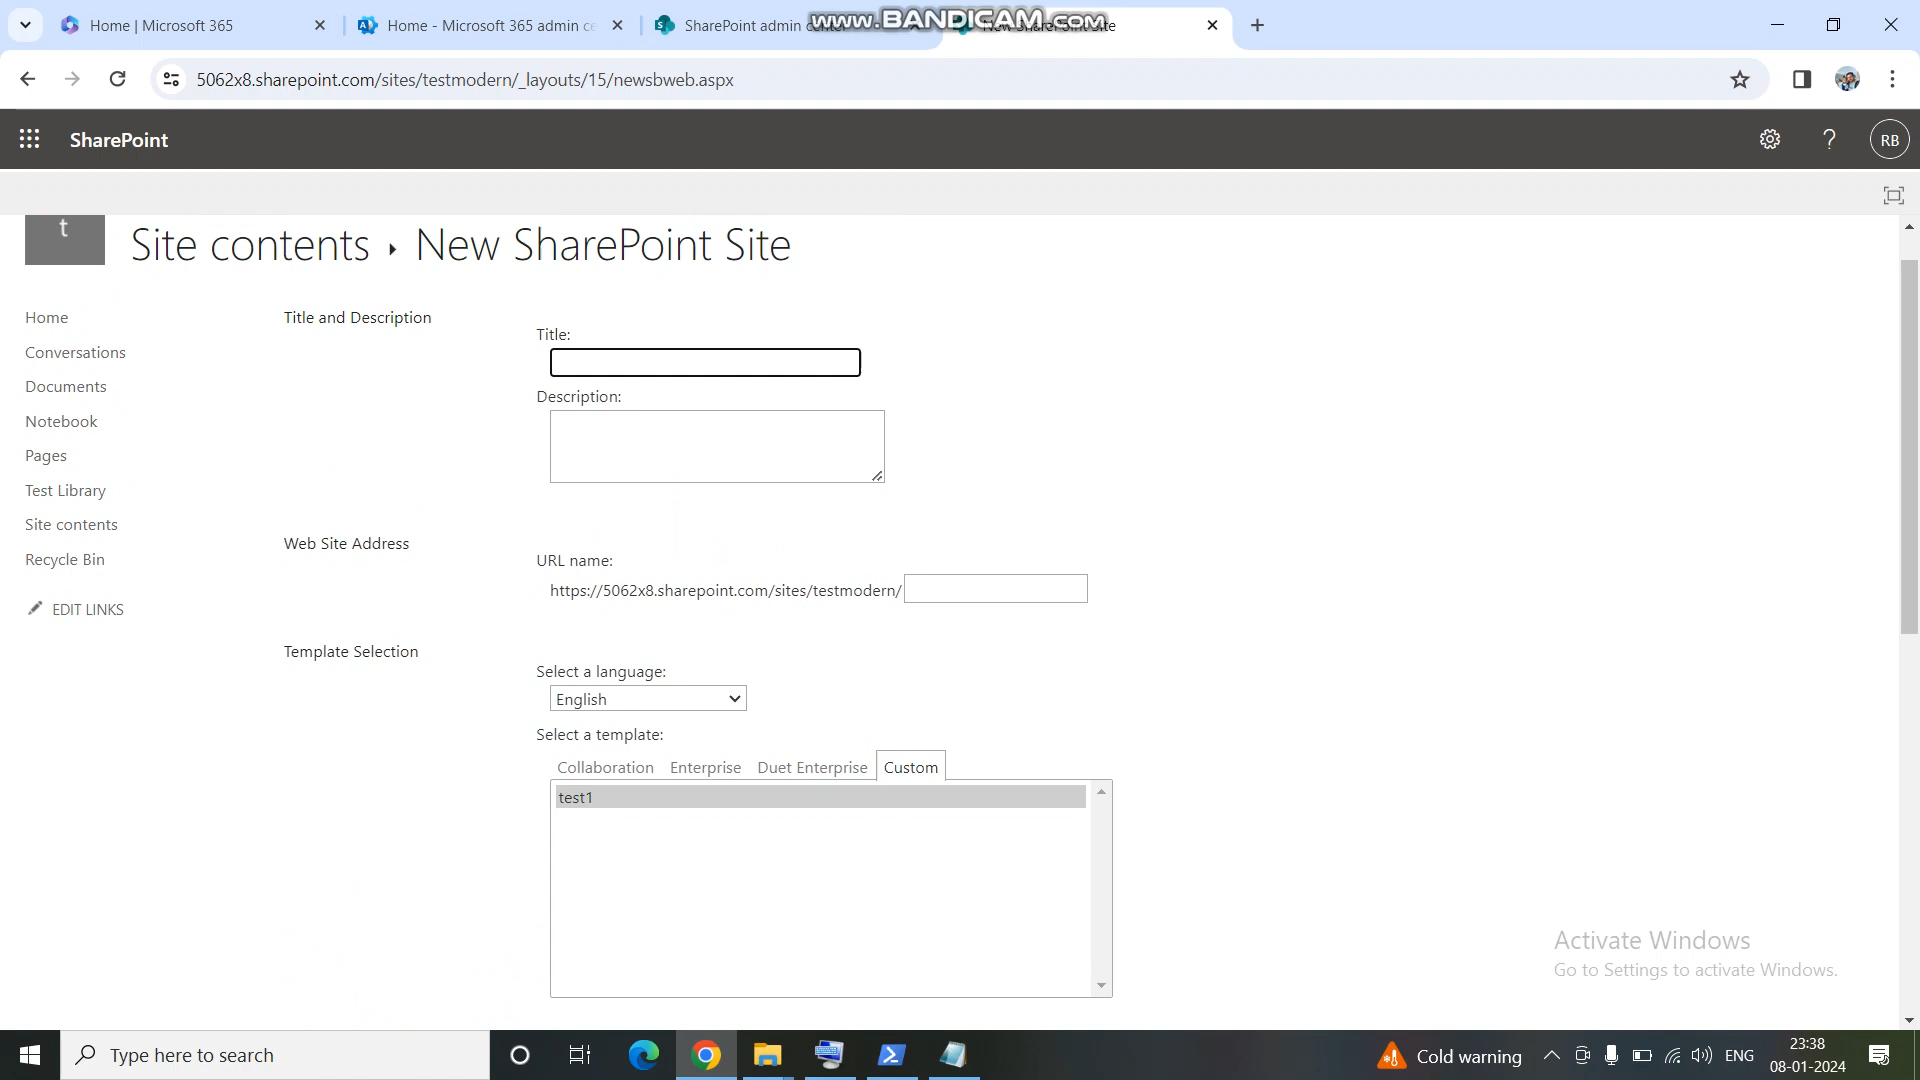 Home | Microsoft 365
Home - Microsoft 365 admin ce
SharePoint admin center
New SharePoint Site
www.BANDICAM.com
5062x8.sharepoint.com/sites/testmodern/_layouts/15/newsbweb.aspx
SharePoint
?
RB
t
Site contents ▸ New SharePoint Site
Home
Conversations
Documents
Notebook
Pages
Test Library
Site contents
Recycle Bin
EDIT LINKS
Title and Description
Title:
Description:
Web Site Address
URL name:
https://5062x8.sharepoint.com/sites/testmodern/
Template Selection
Select a language:
English
Select a template:
Collaboration Enterprise Duet Enterprise Custom
test1
Activate Windows
Go to Settings to activate Windows.
Type here to search
Cold warning
ENG
23:38
08-01-2024